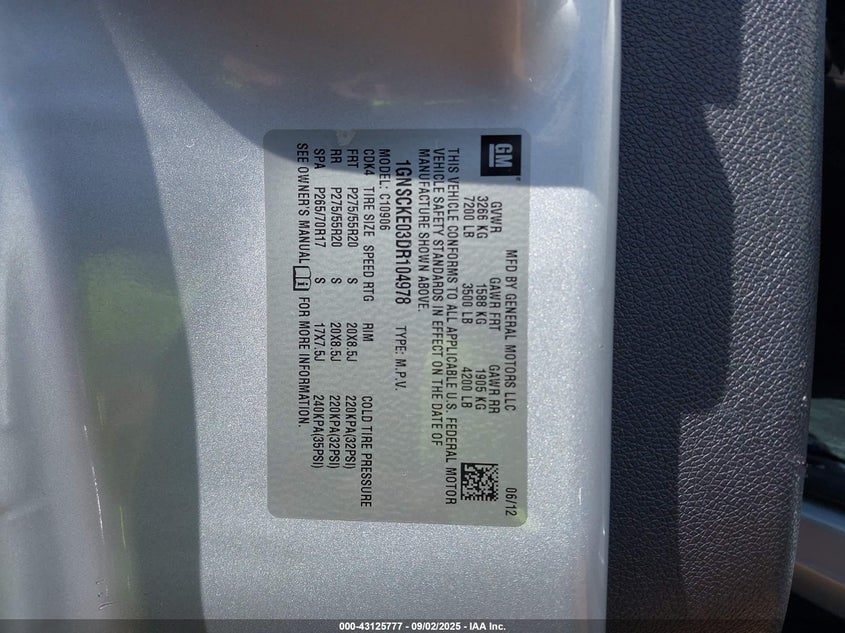 GM
MFD BY GENERAL MOTORS LLC 06/12
GVWR GAWR FRT GAWR RR
3266 KG 1588 KG 1905 KG
7200 LB 3500 LB 4200 LB
THIS VEHICLE CONFORMS TO ALL APPLICABLE U.S. FEDERAL MOTOR
VEHICLE SAFETY STANDARDS IN EFFECT ON THE DATE OF
MANUFACTURE SHOWN ABOVE.
1GNSCKE03DR104978 TYPE: M.P.V.
MODEL: C10906
CDK4 TIRE SIZE SPEED RTG RIM COLD TIRE PRESSURE
FRT P275/55R20 S 20X8.5J 220KPA(32PSI)
RR P275/55R20 S 20X8.5J 220KPA(32PSI)
SPA P265/70R17 S 17X7.5J 240KPA(35PSI)
SEE OWNER'S MANUAL FOR MORE INFORMATION.
000-43125777 - 09/02/2025 - IAA Inc.